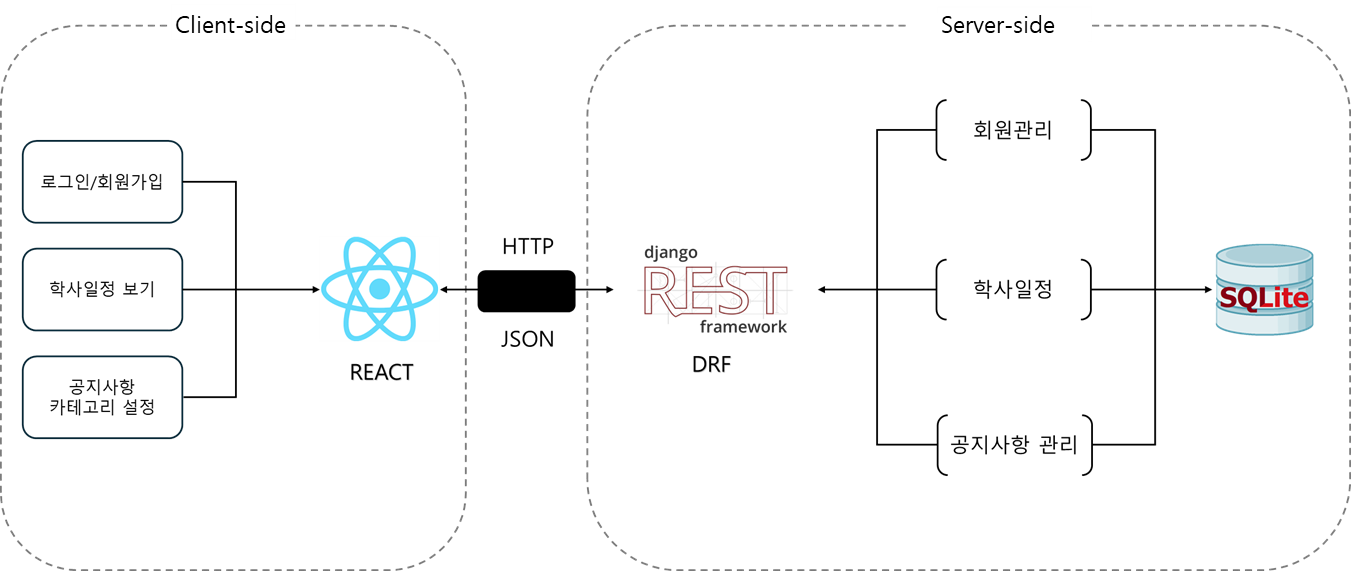 Client-side
Server-side
로그인/회원가입
학사일정 보기
공지사항
카테고리 설정
REACT
HTTP
JSON
django
REST
framework
DRF
회원관리
학사일정
공지사항 관리
SQLite